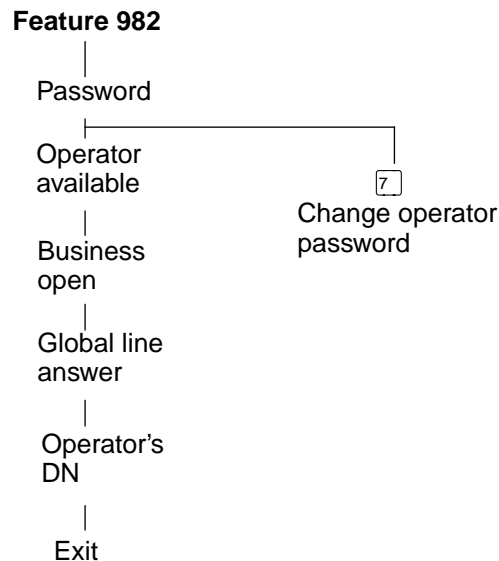 Feature 982
Password
Operator
available
7
Change operator
password
Business
open
Global line
answer
Operator's
DN
Exit